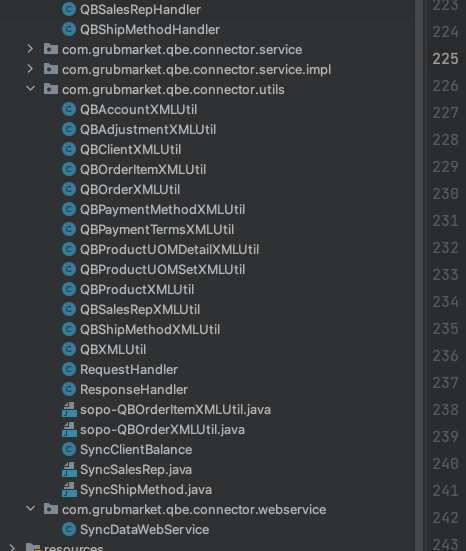 QBSalesRepHandler
QBShipMethodHandler
com.grubmarket.qbe.connector.service
com.grubmarket.qbe.connector.service.impl
com.grubmarket.qbe.connector.utils
QBAccountXMLUtil
QBAdjustmentXMLUtil
QBClientXMLUtil
QBOrderItemXMLUtil
QBOrderXMLUtil
QBPaymentMethodXMLUtil
QBPaymentTermsXMLUtil
QBProductUOMDetailXMLUtil
QBProductUOMSetXMLUtil
QBProductXMLUtil
QBSalesRepXMLUtil
QBShipMethodXMLUtil
QBXMLUtil
RequestHandler
ResponseHandler
sopo-QBOrderItemXMLUtil.java
sopo-QBOrderXMLUtil.java
SyncClientBalance
SyncSalesRep.java
SyncShipMethod.java
com.grubmarket.qbe.connector.webservice
SyncDataWebService
resources
223
224
225
226
227
228
229
230
231
232
233
234
235
236
237
238
239
240
241
242
243